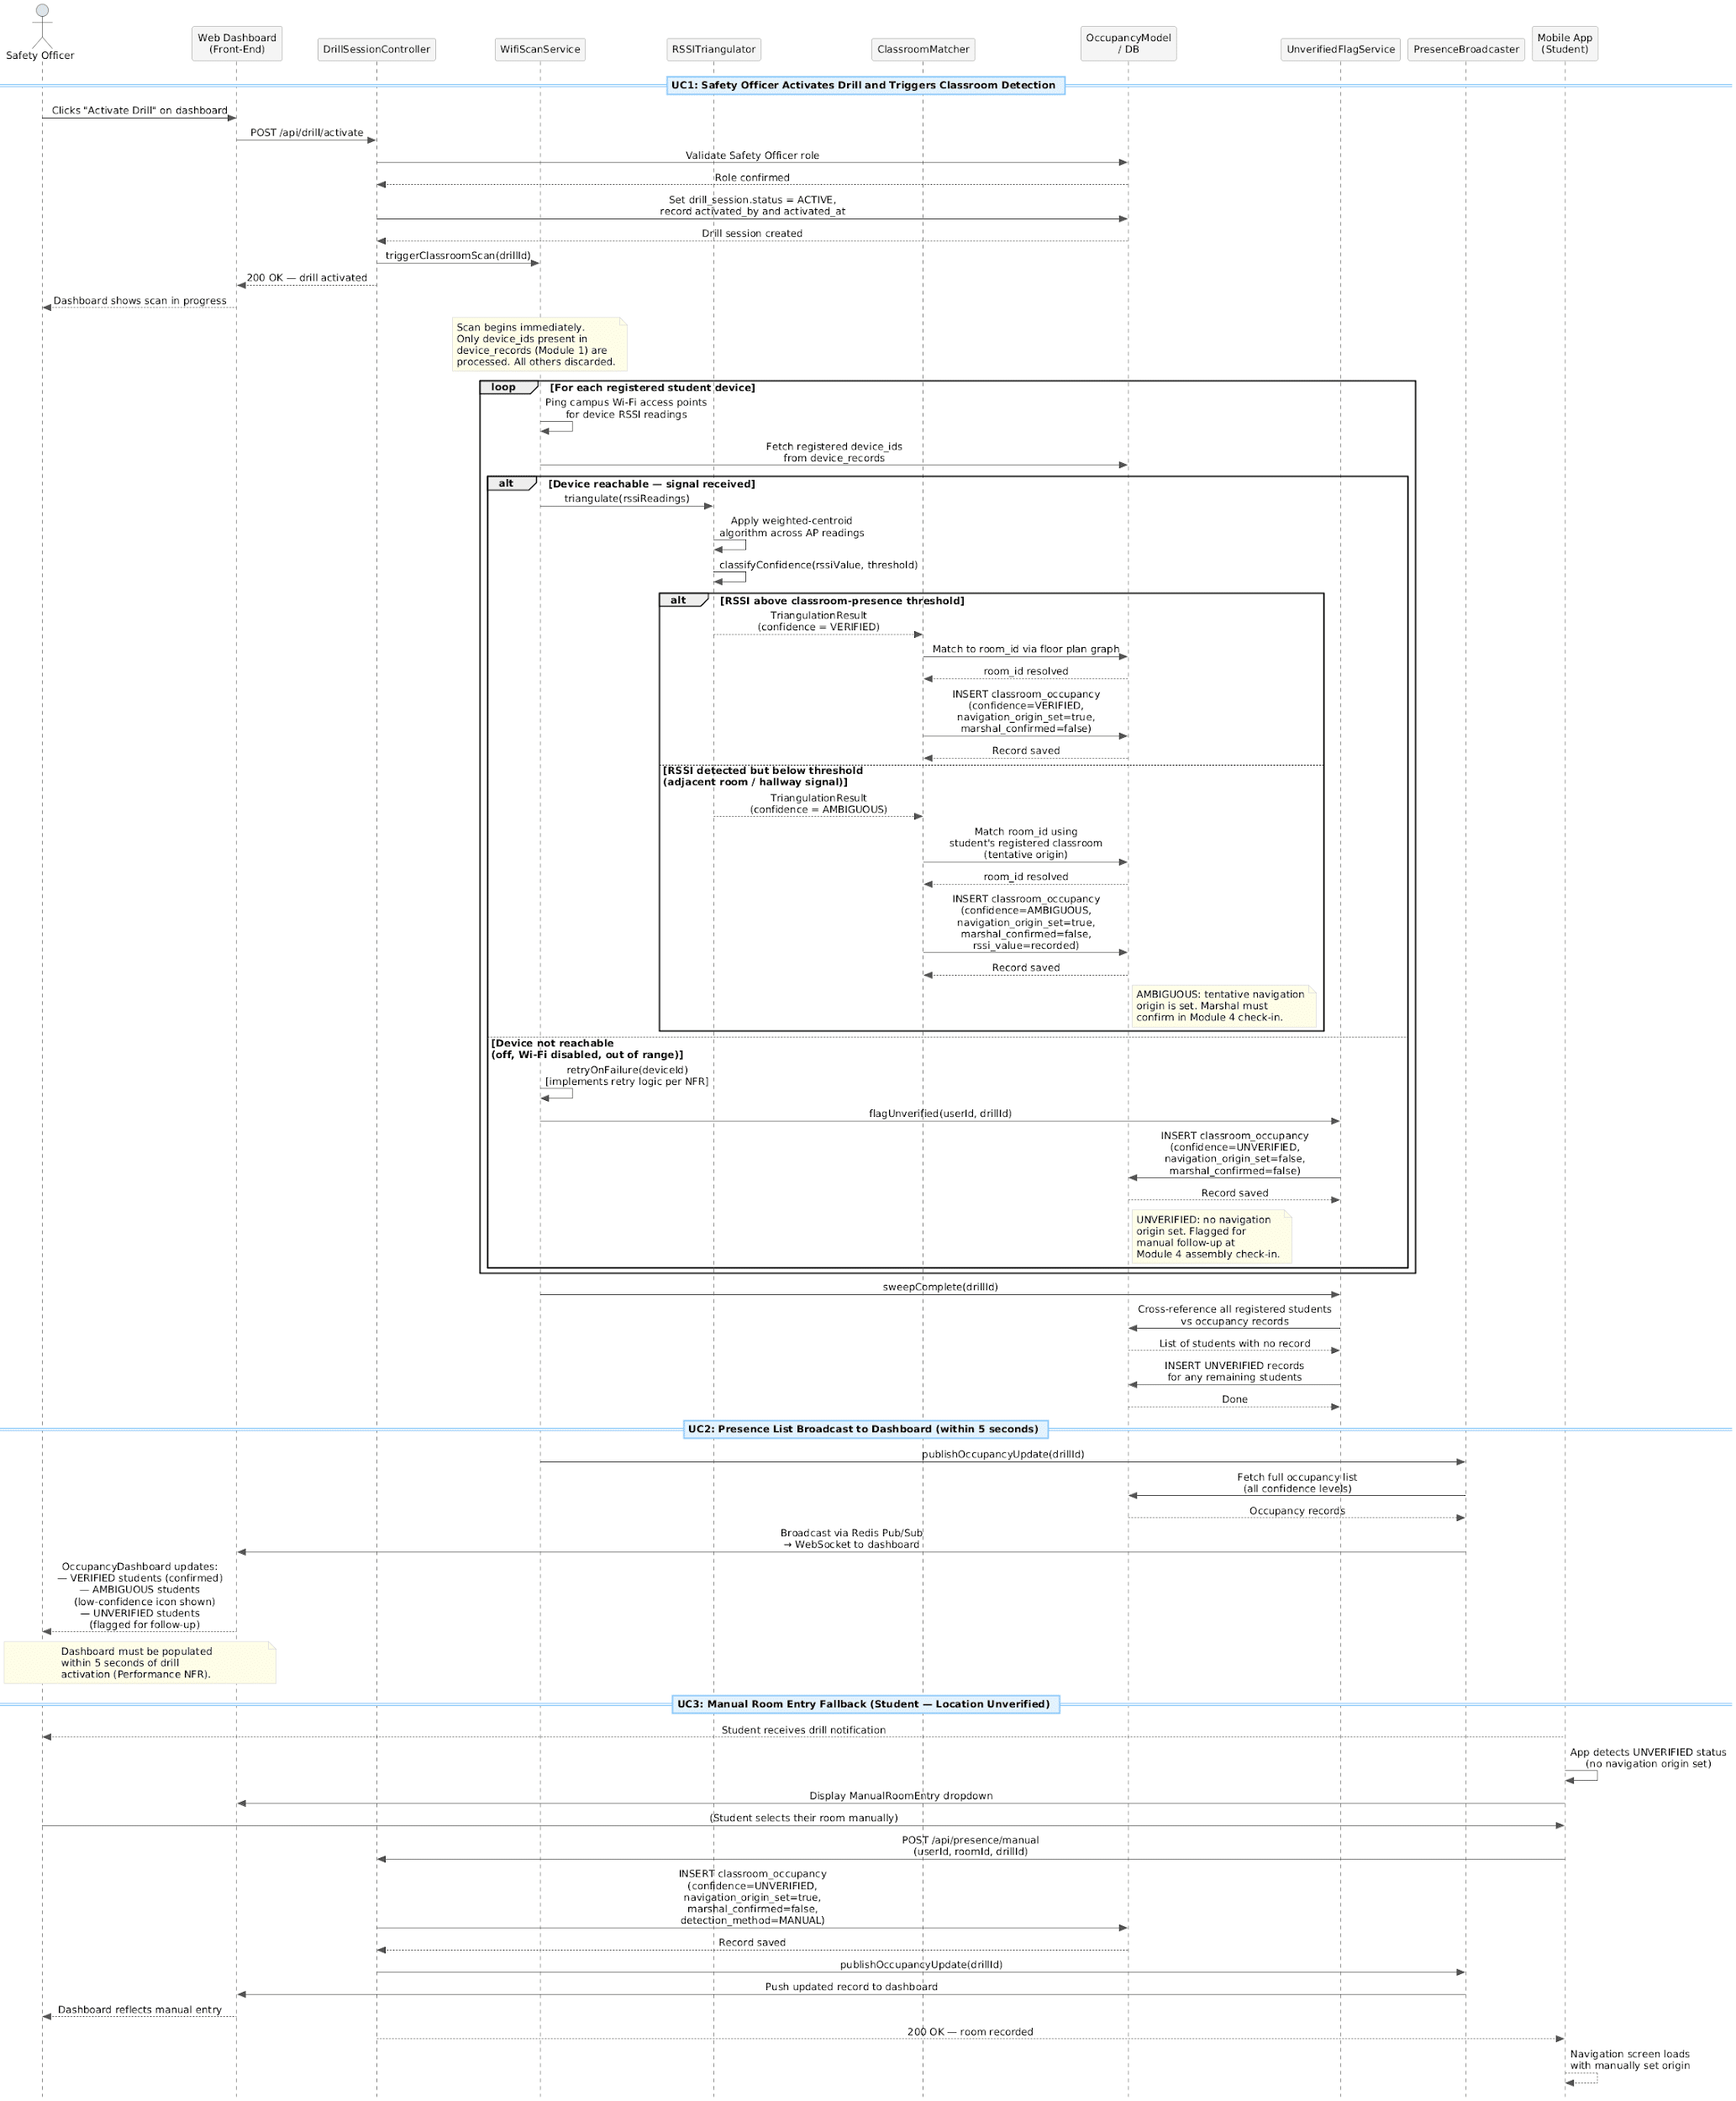 Safety Officer
Web Dashboard
(Front-End)
DrillSessionController
WifiScanService
RSSITriangulator
ClassroomMatcher
OccupancyModel
/ DB
UnverifiedFlagService
PresenceBroadcaster
Mobile App
(Student)
UC1: Safety Officer Activates Drill and Triggers Classroom Detection
Clicks "Activate Drill" on dashboard
POST /api/drill/activate
Validate Safety Officer role
Role confirmed
Set drill_session.status = ACTIVE,
record activated_by and activated_at
Drill session created
triggerClassroomScan(drillId)
200 OK — drill activated
Dashboard shows scan in progress
Scan begins immediately.
Only device_ids present in
device_records (Module 1) are
processed. All others discarded.
loop [For each registered student device]
Ping campus Wi-Fi access points
for device RSSI readings
Fetch registered device_ids
from device_records
alt [Device reachable — signal received]
triangulate(rssiReadings)
Apply weighted-centroid
algorithm across AP readings
classifyConfidence(rssiValue, threshold)
alt [RSSI above classroom-presence threshold]
TriangulationResult
(confidence = VERIFIED)
Match to room_id via floor plan graph
room_id resolved
INSERT classroom_occupancy
(confidence=VERIFIED,
navigation_origin_set=true,
marshal_confirmed=false)
Record saved
[RSSI detected but below threshold
(adjacent room / hallway signal)]
TriangulationResult
(confidence = AMBIGUOUS)
Match room_id using
student's registered classroom
(tentative origin)
room_id resolved
INSERT classroom_occupancy
(confidence=AMBIGUOUS,
navigation_origin_set=true,
marshal_confirmed=false,
rssi_value=recorded)
Record saved
AMBIGUOUS: tentative navigation
origin is set. Marshal must
confirm in Module 4 check-in.
[Device not reachable
(off, Wi-Fi disabled, out of range)]
retryOnFailure(deviceId)
[implements retry logic per NFR]
flagUnverified(userId, drillId)
INSERT classroom_occupancy
(confidence=UNVERIFIED,
navigation_origin_set=false,
marshal_confirmed=false)
Record saved
UNVERIFIED: no navigation
origin set. Flagged for
manual follow-up at
Module 4 assembly check-in.
sweepComplete(drillId)
Cross-reference all registered students
vs occupancy records
List of students with no record
INSERT UNVERIFIED records
for any remaining students
Done
UC2: Presence List Broadcast to Dashboard (within 5 seconds)
publishOccupancyUpdate(drillId)
Fetch full occupancy list
(all confidence levels)
Occupancy records
Broadcast via Redis Pub/Sub
→ WebSocket to dashboard
OccupancyDashboard updates:
— VERIFIED students (confirmed)
— AMBIGUOUS students
(low-confidence icon shown)
— UNVERIFIED students
(flagged for follow-up)
Dashboard must be populated
within 5 seconds of drill
activation (Performance NFR).
UC3: Manual Room Entry Fallback (Student — Location Unverified)
Student receives drill notification
App detects UNVERIFIED status
(no navigation origin set)
Display ManualRoomEntry dropdown
(Student selects their room manually)
POST /api/presence/manual
(userId, roomId, drillId)
INSERT classroom_occupancy
(confidence=UNVERIFIED,
navigation_origin_set=true,
marshal_confirmed=false,
detection_method=MANUAL)
Record saved
publishOccupancyUpdate(drillId)
Push updated record to dashboard
Dashboard reflects manual entry
200 OK — room recorded
Navigation screen loads
with manually set origin